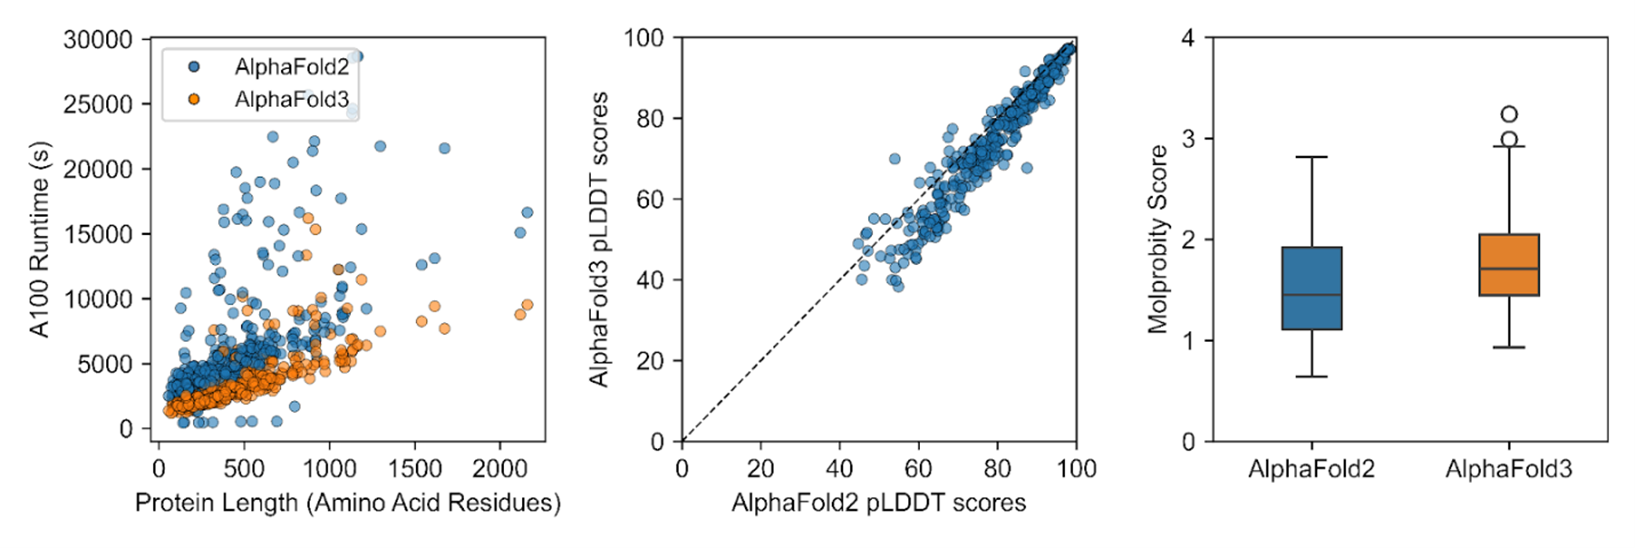 30000
25000
20000
15000
10000
5000
0
A100 Runtime (s)
AlphaFold2
AlphaFold3
0 500 1000 1500 2000
Protein Length (Amino Acid Residues)
100
80
60
40
20
0
AlphaFold3 pLDDT scores
0 20 40 60 80 100
AlphaFold2 pLDDT scores
4
3
2
1
0
Molprobity Score
AlphaFold2 AlphaFold3